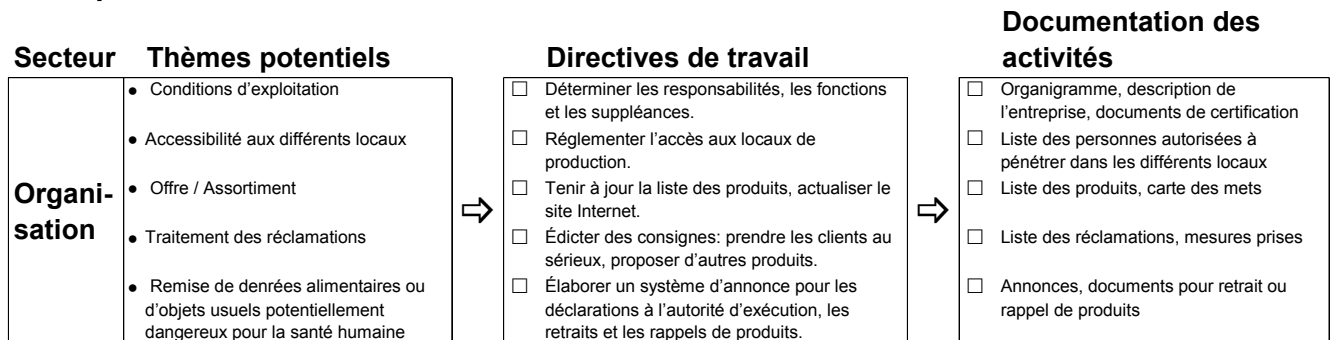 Documentation des
Secteur Thèmes potentiels Directives de travail activités
Organi-
sation
● Conditions d’exploitation
● Accessibilité aux différents locaux
● Offre / Assortiment
● Traitement des réclamations
● Remise de denrées alimentaires ou
d’objets usuels potentiellement
dangereux pour la santé humaine
⇨
☐ Déterminer les responsabilités, les fonctions
et les suppléances.
☐ Réglementer l’accès aux locaux de
production.
☐ Tenir à jour la liste des produits, actualiser le
site Internet.
☐ Édicter des consignes: prendre les clients au
sérieux, proposer d’autres produits.
☐ Élaborer un système d’annonce pour les
déclarations à l’autorité d’exécution, les
retraits et les rappels de produits.
⇨
☐ Organigramme, description de
l’entreprise, documents de certification
☐ Liste des personnes autorisées à
pénétrer dans les différents locaux
☐ Liste des produits, carte des mets
☐ Liste des réclamations, mesures prises
☐ Annonces, documents pour retrait ou
rappel de produits